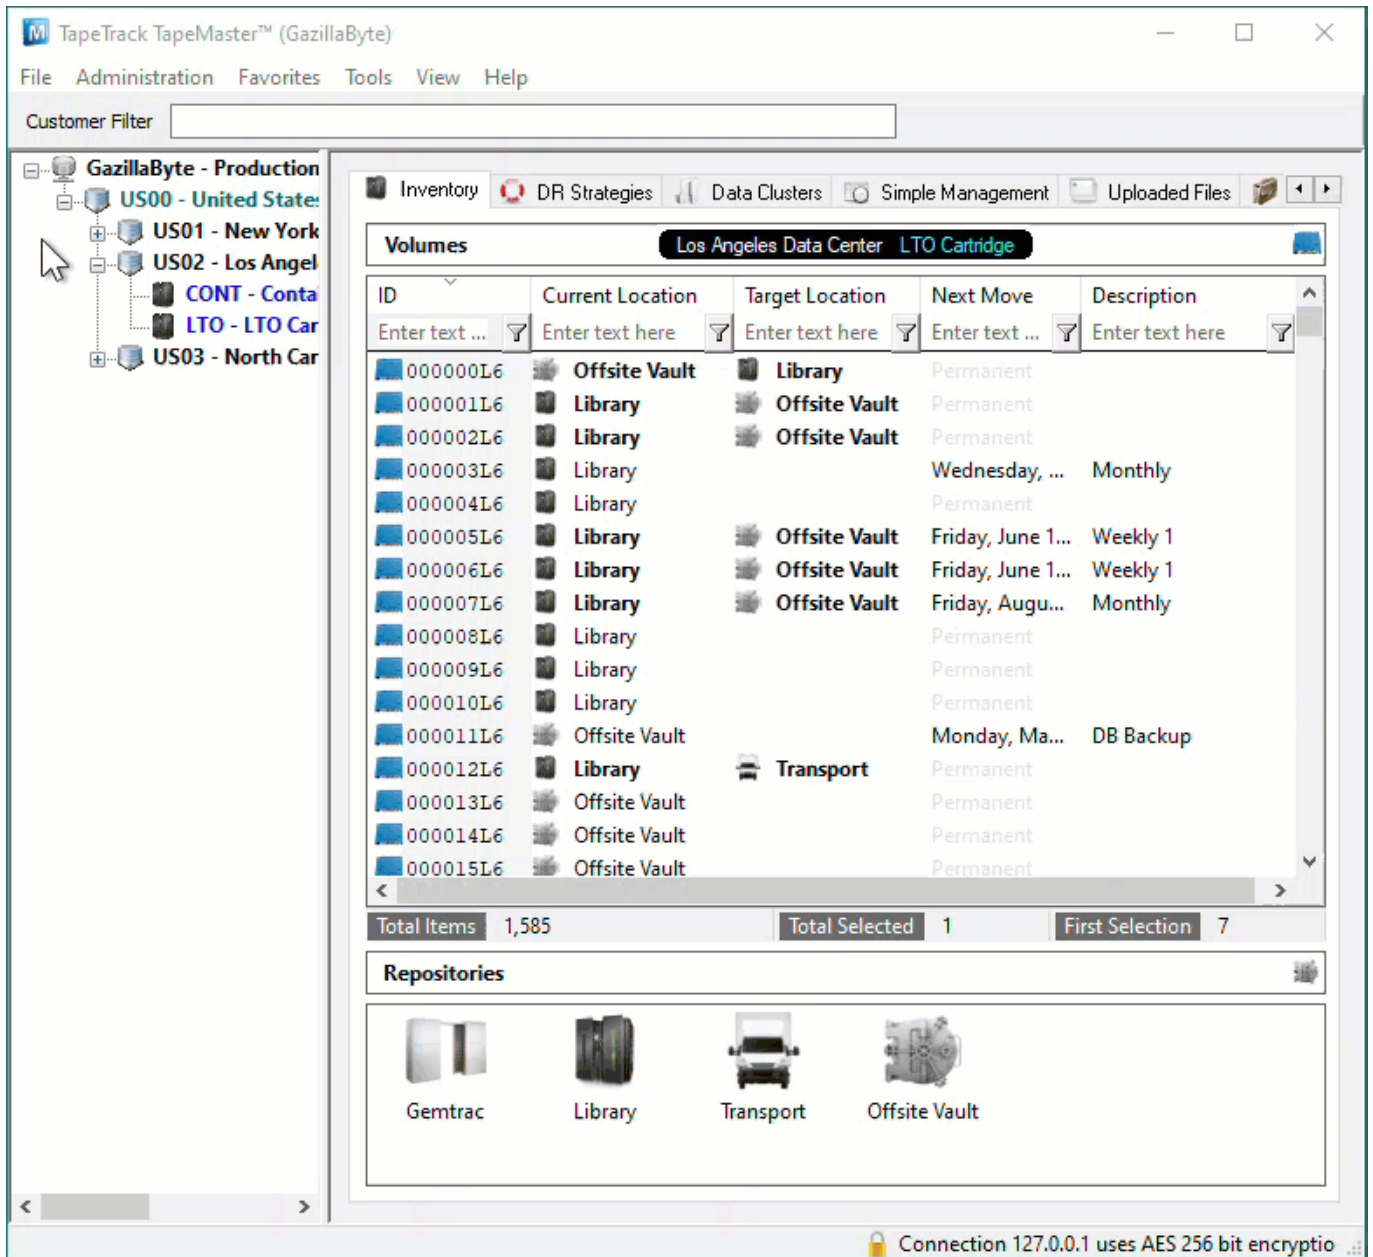 TapeTrack TapeMaster™ (GazillaByte)
File Administration Favorites Tools View Help
Customer Filter
GazillaByte - Production
US00 - United State
US01 - New York
US02 - Los Angel
CONT - Conta
LTO - LTO Car
US03 - North Car
Inventory DR Strategies Data Clusters Simple Management Uploaded Files
Volumes Los Angeles Data Center LTO Cartridge
ID Current Location Target Location Next Move Description
Enter text ... Enter text here Enter text here Enter text ... Enter text here
000000L6 Offsite Vault Library Permanent
000001L6 Library Offsite Vault Permanent
000002L6 Library Offsite Vault Permanent
000003L6 Library Wednesday, ... Monthly
000004L6 Library Permanent
000005L6 Library Offsite Vault Friday, June 1... Weekly 1
000006L6 Library Offsite Vault Friday, June 1... Weekly 1
000007L6 Library Offsite Vault Friday, Augu... Monthly
000008L6 Library Permanent
000009L6 Library Permanent
000010L6 Library Permanent
000011L6 Offsite Vault Monday, Ma... DB Backup
000012L6 Library Transport Permanent
000013L6 Offsite Vault Permanent
000014L6 Offsite Vault Permanent
000015L6 Offsite Vault Permanent
Total Items 1,585 Total Selected 1 First Selection 7
Repositories
Gemtrac Library Transport Offsite Vault
Connection 127.0.0.1 uses AES 256 bit encryptio